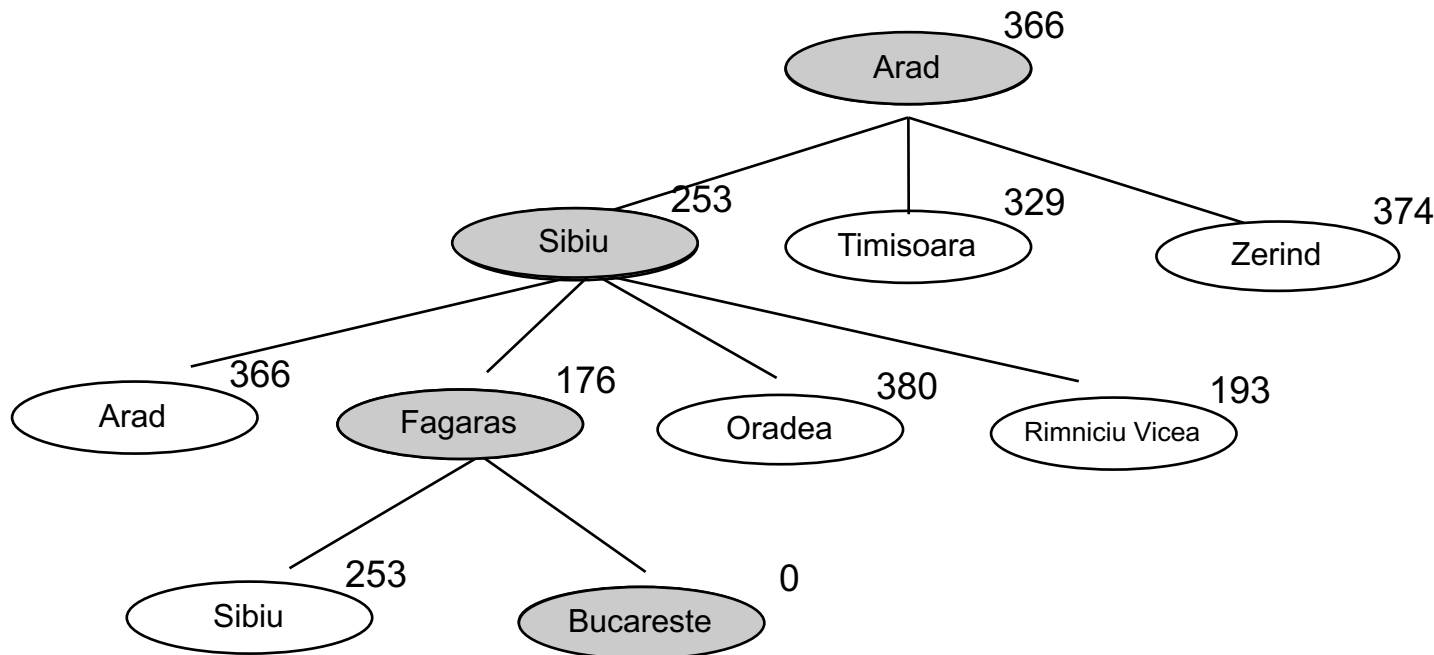 366
Arad
253
Sibiu
329
Timisoara
374
Zerind
366
Arad
176
Fagaras
380
Oradea
193
Rimniciu Vicea
253
Sibiu
0
Bucareste